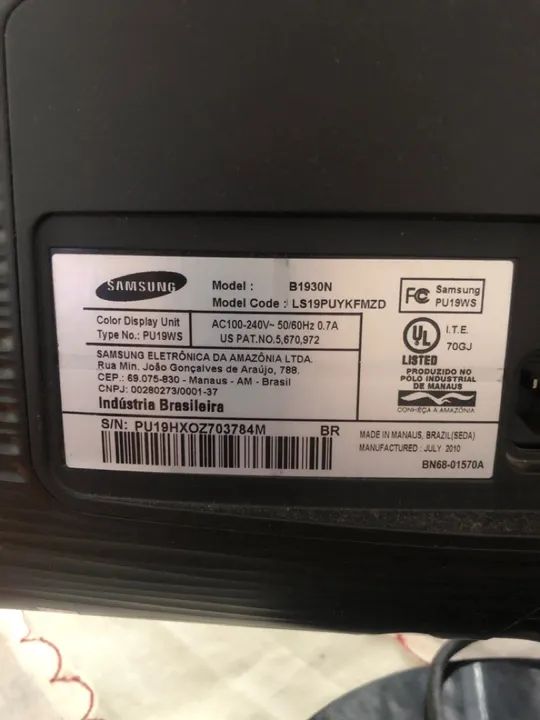 SAMSUNG
Model : B1930N
Model Code : LS19PUYKFMZD
FC Samsung
PU19WS
Color Display Unit
Type No.: PU19WS
AC100-240V~ 50/60Hz 0.7A
US PAT.NO.5,670,972
UL
LISTED
I.T.E.
70GJ
SAMSUNG ELETRÔNICA DA AMAZÔNIA LTDA.
Rua Min. João Gonçalves de Araújo, 788.
CEP.: 69.075-830 - Manaus - AM - Brasil
CNPJ: 00280273/0001-37
Indústria Brasileira
PRODUZIDO NO
PÓLO INDUSTRIAL
DE MANAUS
CONHEÇA A AMAZÔNIA
S/N: PU19HXOZ703784M BR
MADE IN MANAUS, BRAZIL(SEDA)
MANUFACTURED : JULY 2010
BN68-01570A